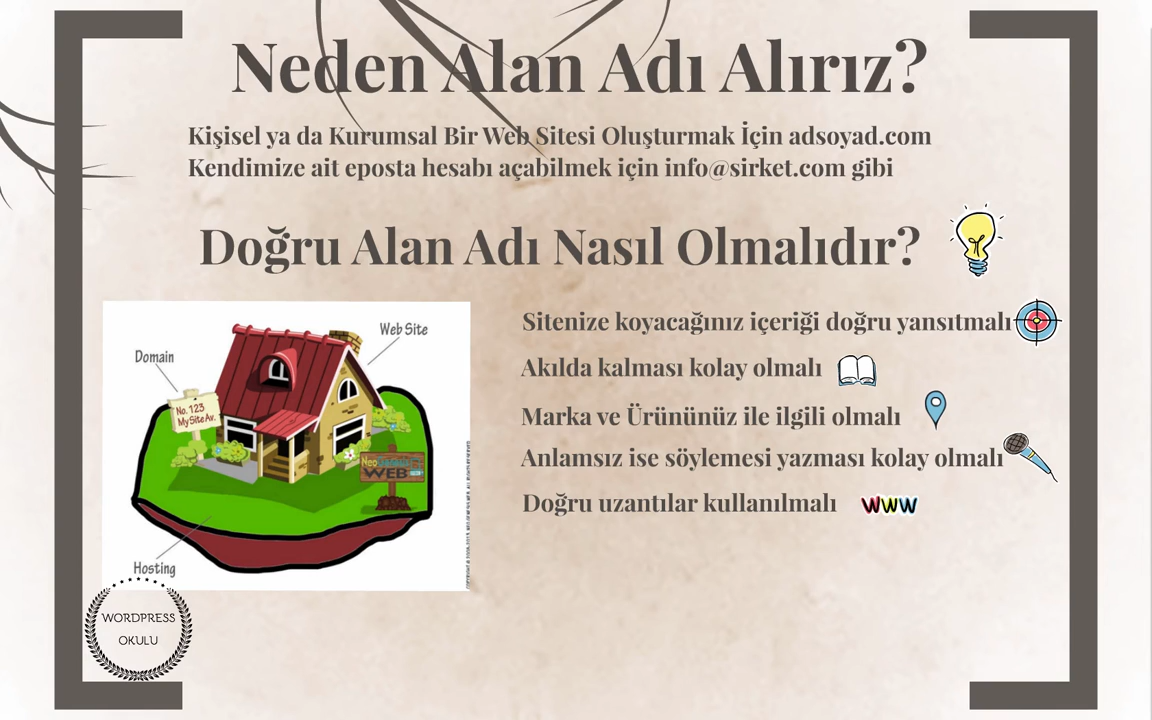 Neden Alan Adı Alırız?
Kişisel ya da Kurumsal Bir Web Sitesi Oluşturmak İçin adsoyad.com
Kendimize ait eposta hesabı açabilmek için info@sirket.com gibi
Doğru Alan Adı Nasıl Olmalıdır?
Web Site
Domain
No. 123
MySiteAv.
WEB
Hosting
Sitenize koyacağınız içeriği doğru yansıtmalı
Akılda kalması kolay olmalı
Marka ve Ürününüz ile ilgili olmalı
Anlamsız ise söylemesi yazması kolay olmalı
Doğru uzantılar kullanılmalı
www
WORDPRESS
OKULU